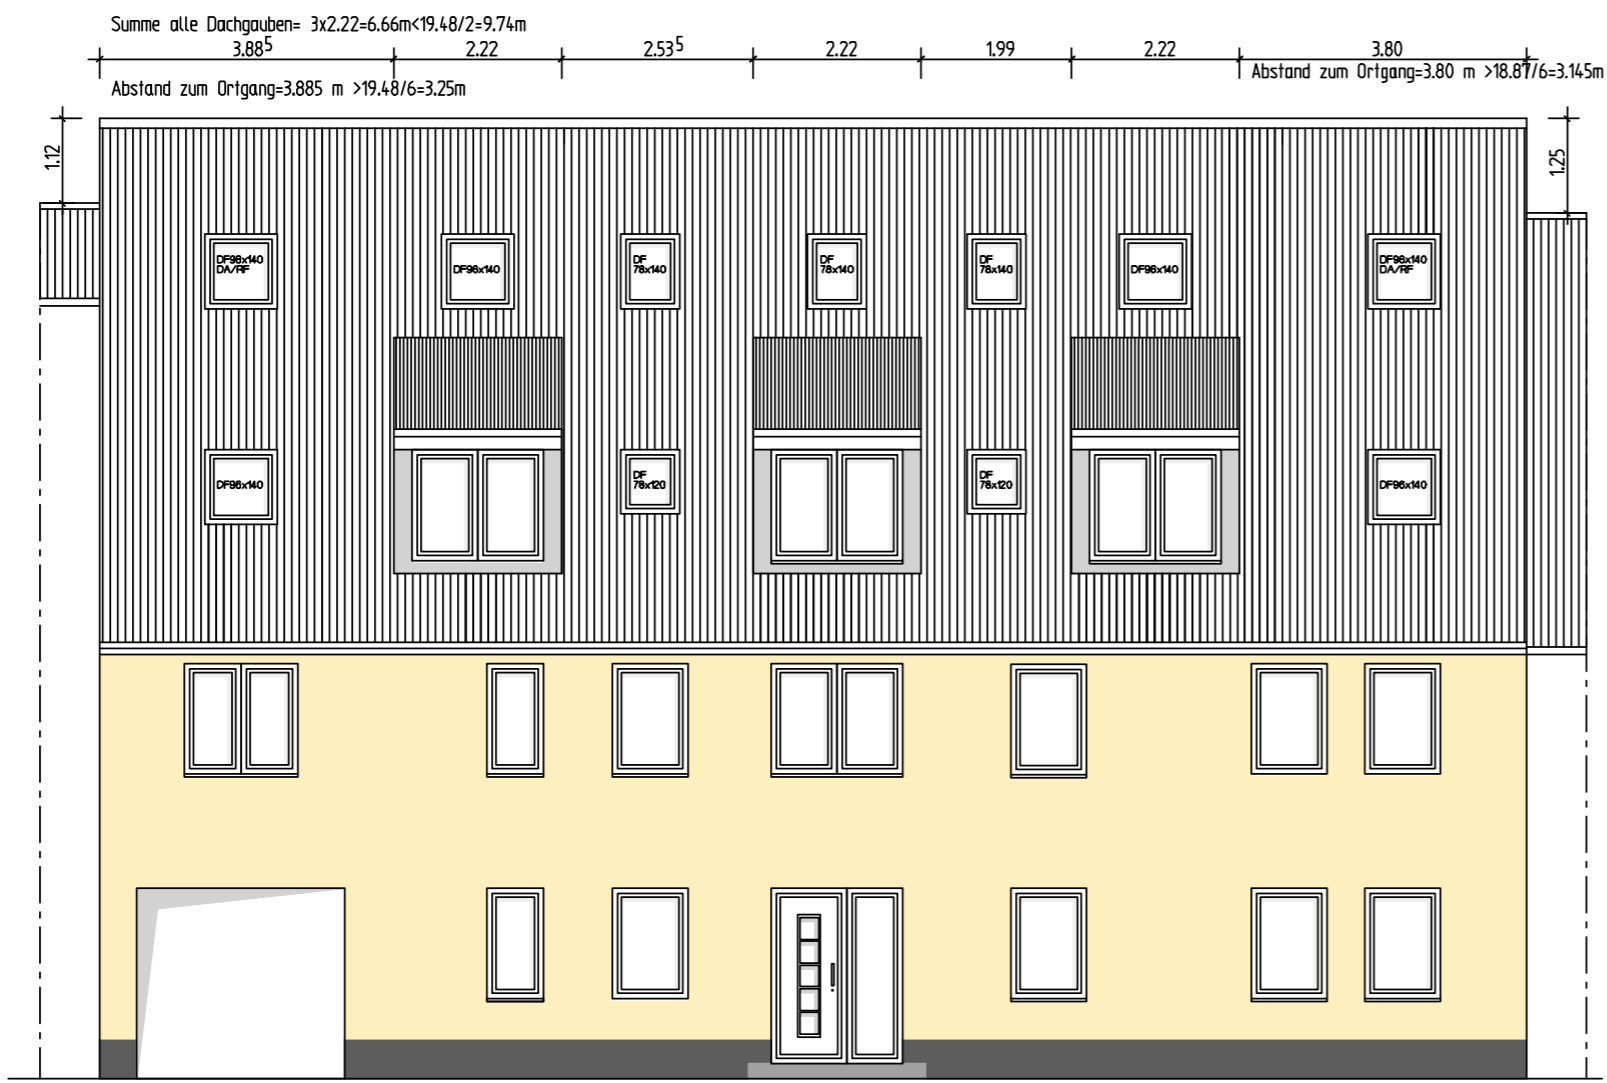 Summe alle Dachgauben= 3x2.22=6.66m<19.48/2=9.74m
3.88⁵ 2.22 2.53⁵ 2.22 1.99 2.22 3.80
Abstand zum Ortgang=3.80 m >18.87/6=3.145m
Abstand zum Ortgang=3.885 m >19.48/6=3.25m
1.12
1.25
DF98x140
DA/RF
DF98x140
DF
78x140
DF
78x140
DF
78x140
DF98x140
DF98x140
DA/RF
DF98x140
DF
78x120
DF
78x120
DF98x140